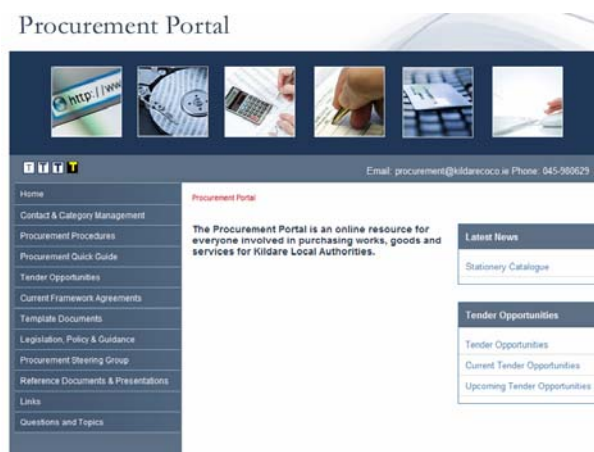 Procurement Portal
http://ww
T T T T
Email: procurement@kildarecoco.ie Phone: 045-980629
Home
Contact & Category Management
Procurement Procedures
Procurement Quick Guide
Tender Opportunities
Current Framework Agreements
Template Documents
Legislation, Policy & Guidance
Procurement Steering Group
Reference Documents & Presentations
Links
Questions and Topics
Procurement Portal
The Procurement Portal is an online resource for
everyone involved in purchasing works, goods and
services for Kildare Local Authorities.
Latest News
Stationery Catalogue
Tender Opportunities
Tender Opportunities
Current Tender Opportunities
Upcoming Tender Opportunities